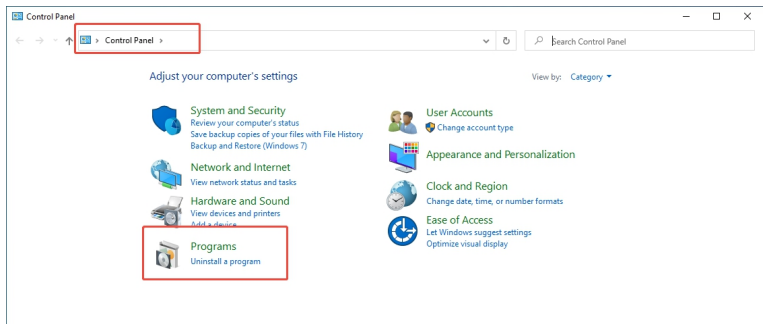 Control Panel
Control Panel
Search Control Panel
Adjust your computer's settings
View by: Category
System and Security
Review your computer's status
Save backup copies of your files with File History
Backup and Restore (Windows 7)
Network and Internet
View network status and tasks
Hardware and Sound
View devices and printers
Add a device
Programs
Uninstall a program
User Accounts
Change account type
Appearance and Personalization
Clock and Region
Change date, time, or number formats
Ease of Access
Let Windows suggest settings
Optimize visual display